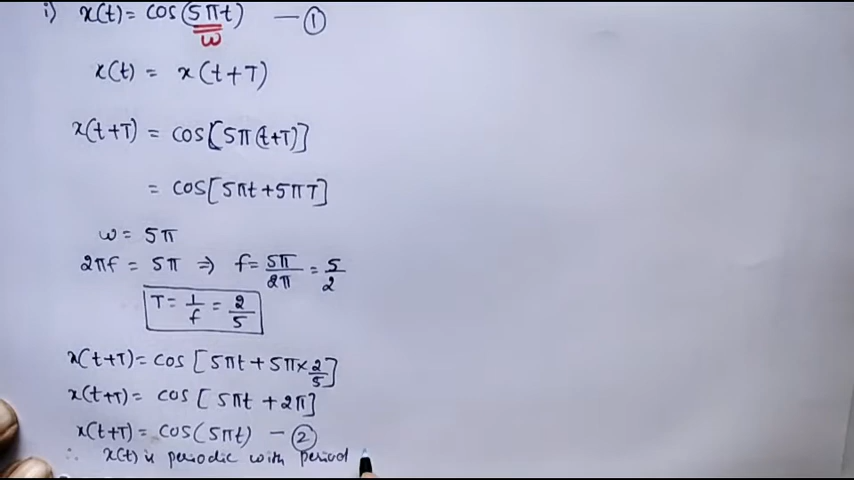 i) x(t) = cos(5πt) — ①
ω
x(t) = x(t+T)
x(t+T) = cos[5π(t+T)]
= cos[5πt+5πT]
ω = 5π
2πf = 5π ⇒ f = 5π/2π = 5/2
T = 1/f = 2/5
x(t+T) = cos[5πt + 5π×2/5]
x(t+T) = cos[5πt + 2π]
x(t+T) = cos(5πt) — ②
∴ x(t) is periodic with period